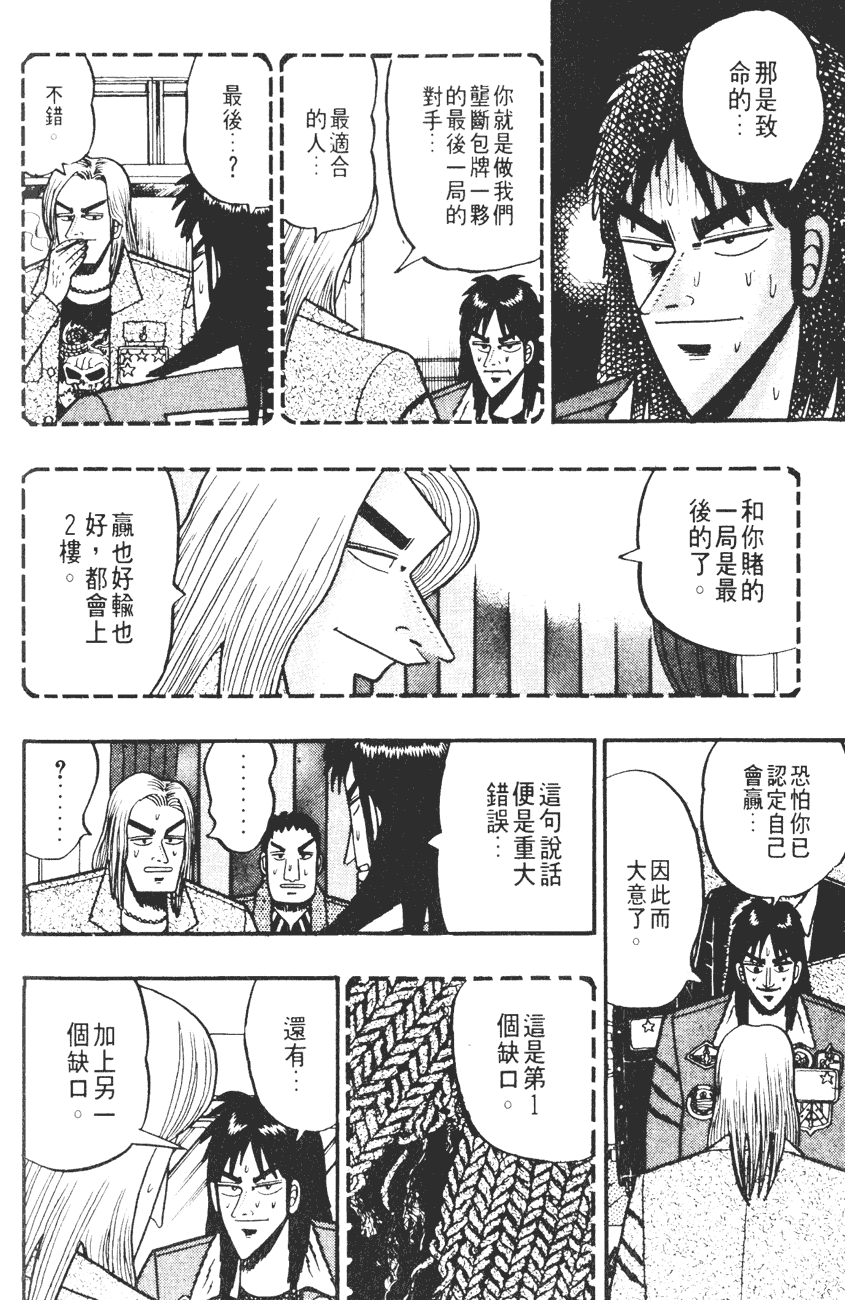 那是致
命的…
你就是做我們
壟斷包牌一夥
的最後一局的
對手…
最適合
的人…
最後…?
不錯。
和你賭的
一局是最
後的了。
贏也好輸也
好，都會上
2樓。
恐怕你已
認定自己
會贏…
因此而
大意了。
這句說話
便是重大
錯誤…
……
?……
這是第1
個缺口。
還有…
加上另一
個缺口。